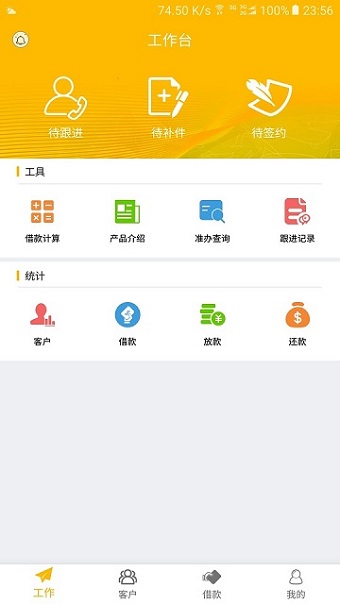 74.50 K/s 3G 3G 100% 23:56
工作台
待跟进 待补件 待签约
工具
借款计算 产品介绍 准办查询 跟进记录
统计
客户 借款 放款 还款
工作 客户 借款 我的